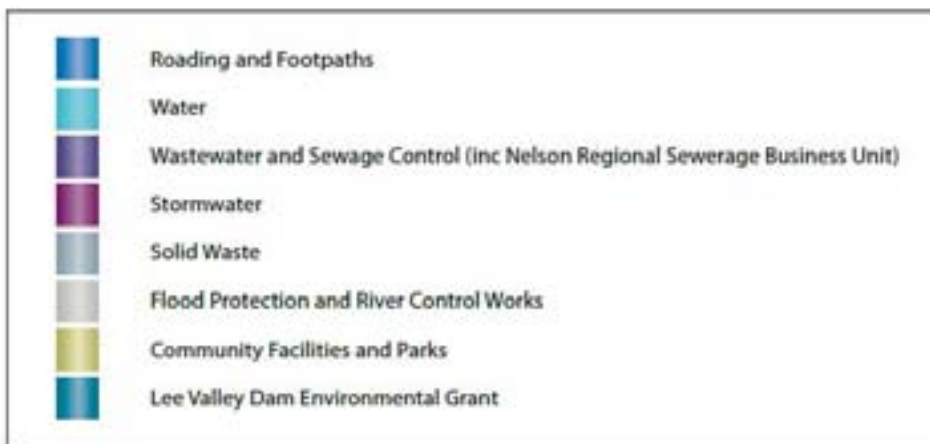 Roading and Footpaths
Water
Wastewater and Sewage Control (inc Nelson Regional Sewerage Business Unit)
Stormwater
Solid Waste
Flood Protection and River Control Works
Community Facilities and Parks
Lee Valley Dam Environmental Grant